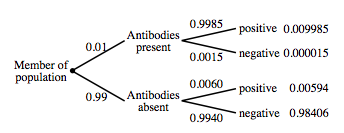 0.9985 positive 0.009985
0.01 Antibodies present
0.0015 negative 0.000015
Member of population
0.0060 positive 0.00594
0.99 Antibodies absent
0.9940 negative 0.98406